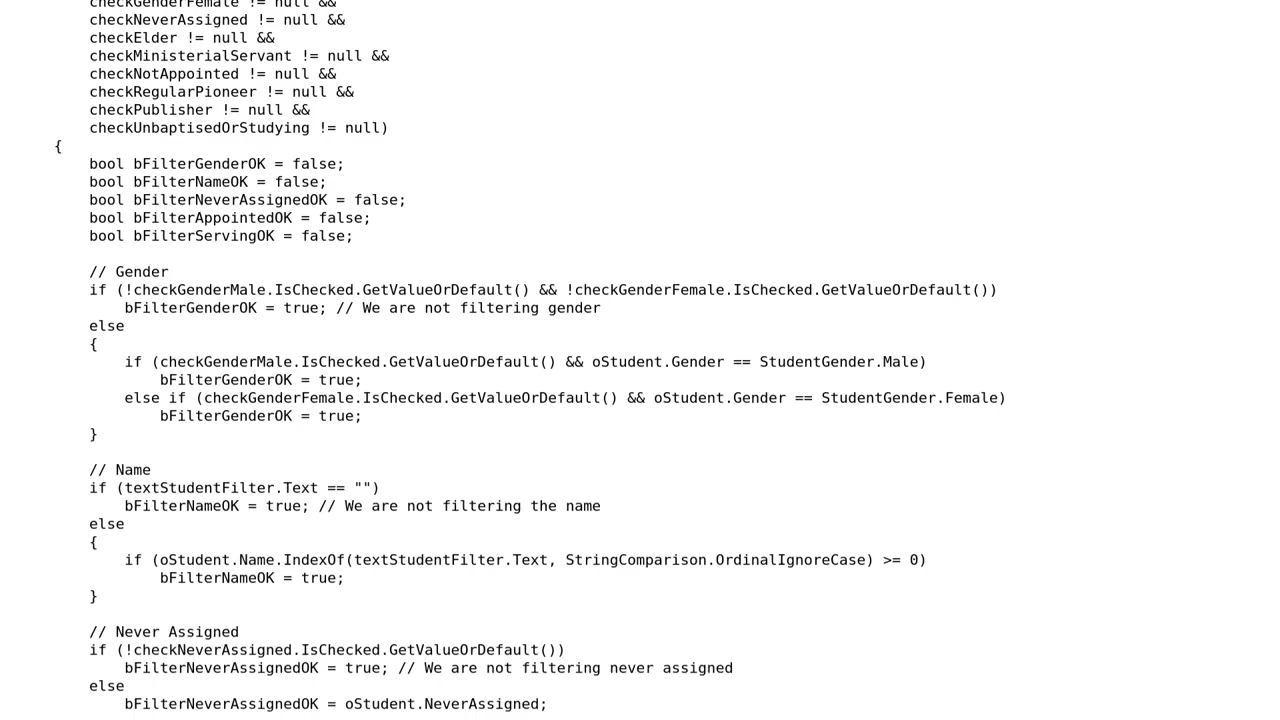 checkGenderFemale != null &&
checkNeverAssigned != null &&
checkElder != null &&
checkMinisterialServant != null &&
checkNotAppointed != null &&
checkRegularPioneer != null &&
checkPublisher != null &&
checkUnbaptisedOrStudying != null)
{
bool bFilterGenderOK = false;
bool bFilterNameOK = false;
bool bFilterNeverAssignedOK = false;
bool bFilterAppointedOK = false;
bool bFilterServingOK = false;
// Gender
if (!checkGenderMale.IsChecked.GetValueOrDefault() && !checkGenderFemale.IsChecked.GetValueOrDefault())
bFilterGenderOK = true; // We are not filtering gender
else
{
if (checkGenderMale.IsChecked.GetValueOrDefault() && oStudent.Gender == StudentGender.Male)
bFilterGenderOK = true;
else if (checkGenderFemale.IsChecked.GetValueOrDefault() && oStudent.Gender == StudentGender.Female)
bFilterGenderOK = true;
}
// Name
if (textStudentFilter.Text == "")
bFilterNameOK = true; // We are not filtering the name
else
{
if (oStudent.Name.IndexOf(textStudentFilter.Text, StringComparison.OrdinalIgnoreCase) >= 0)
bFilterNameOK = true;
}
// Never Assigned
if (!checkNeverAssigned.IsChecked.GetValueOrDefault())
bFilterNeverAssignedOK = true; // We are not filtering never assigned
else
bFilterNeverAssignedOK = oStudent.NeverAssigned;